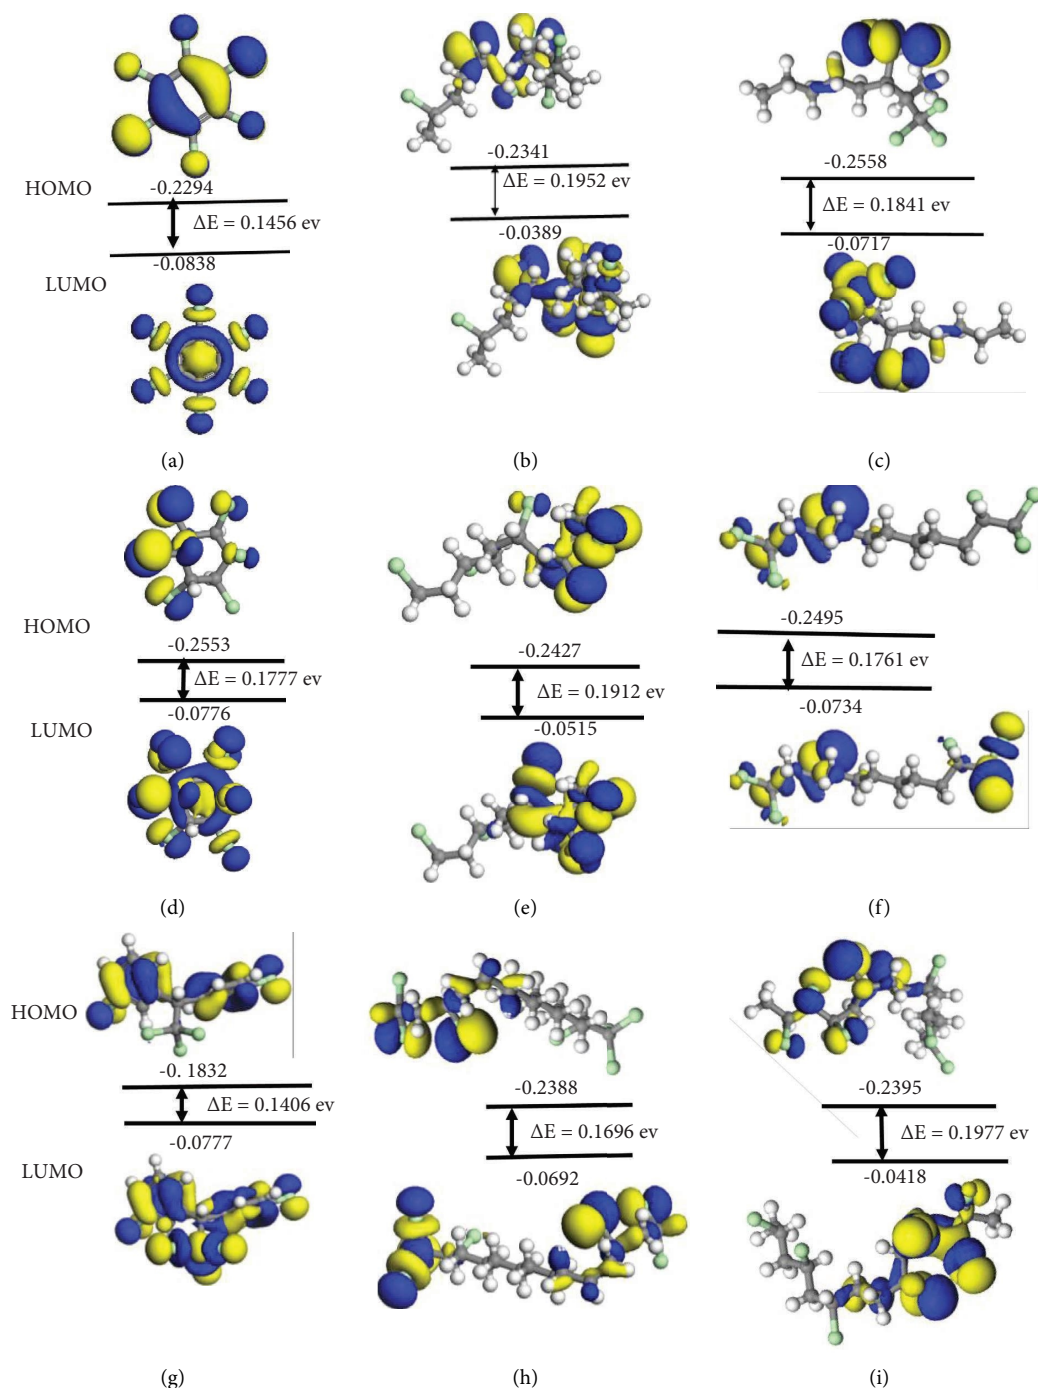 -0.2341
-0.2558
HOMO
-0.2294
ΔE = 0.1456 ev
ΔE = 0.1952 ev
ΔE = 0.1841 ev
-0.0838
-0.0389
-0.0717
LUMO
(a)
(b)
(c)
HOMO
-0.2553
-0.2427
-0.2495
ΔE = 0.1777 ev
ΔE = 0.1912 ev
ΔE = 0.1761 ev
-0.0776
-0.0515
-0.0734
LUMO
(d)
(e)
(f)
HOMO
-0. 1832
-0.2388
-0.2395
ΔE = 0.1406 ev
ΔE = 0.1696 ev
ΔE = 0.1977 ev
-0.0777
-0.0692
-0.0418
LUMO
(g)
(h)
(i)